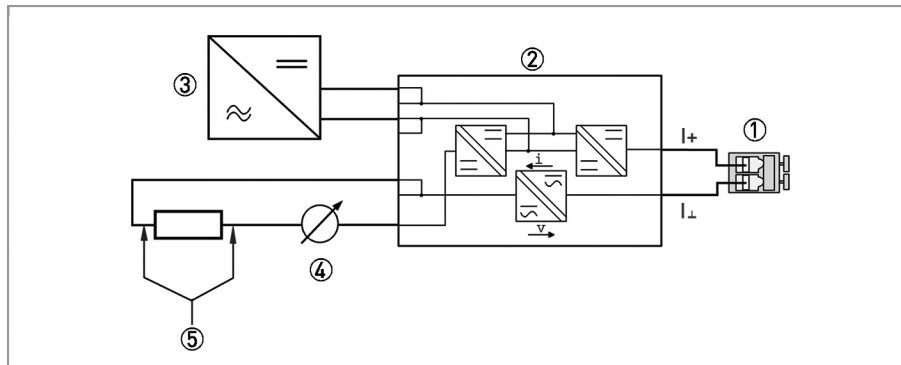 ②
③
I+
①
i
I⊥
v
④
⑤